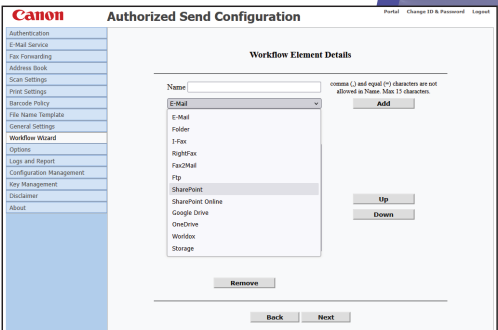 Canon
Authorized Send Configuration
Portal Change ID & Password Logout
Authentication
E-Mail Service
Fax Forwarding
Address Book
Scan Settings
Print Settings
Barcode Policy
File Name Template
General Settings
Workflow Wizard
Options
Logs and Report
Configuration Management
Key Management
Disclaimer
About
Workflow Element Details
Name
comma (,) and equal (=) characters are not
allowed in Name. Max 15 characters.
E-Mail
Add
E-Mail
Folder
I-Fax
RightFax
Fax2Mail
Ftp
SharePoint
SharePoint Online
Google Drive
OneDrive
Worldox
Storage
Up
Down
Remove
Back Next